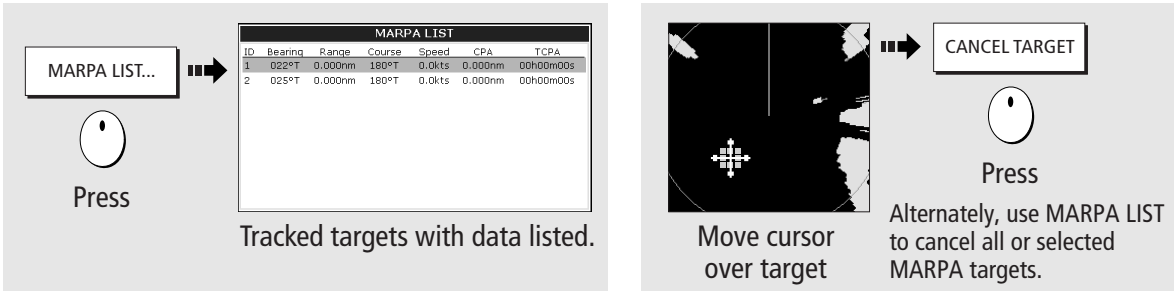 MARPA LIST...
Press
MARPA LIST
ID Bearing Range Course Speed CPA TCPA
1 022°T 0.000nm 180°T 0.0kts 0.000nm 00h00m00s
2 025°T 0.000nm 180°T 0.0kts 0.000nm 00h00m00s
Tracked targets with data listed.
Move cursor
over target
CANCEL TARGET
Press
Alternately, use MARPA LIST
to cancel all or selected
MARPA targets.